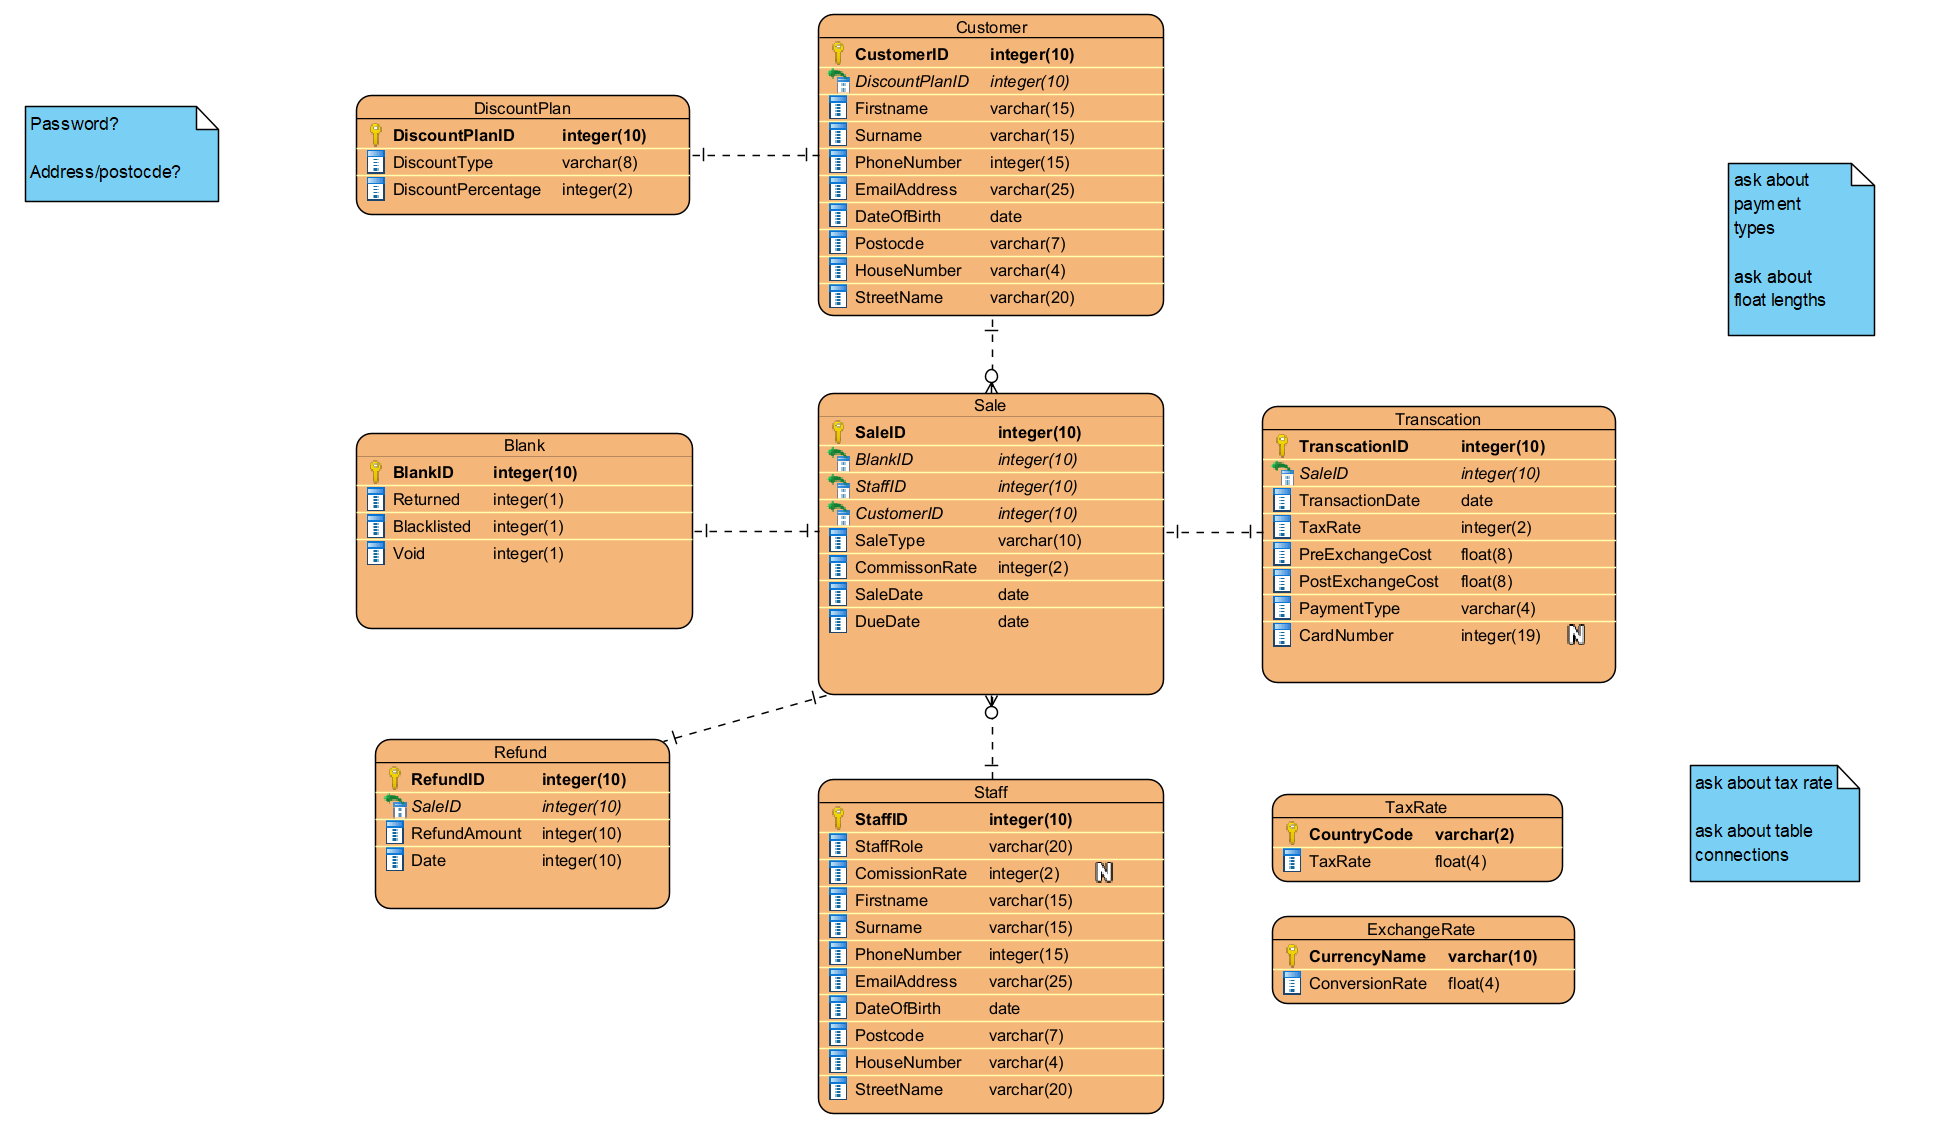 Password?
Address/postocde?
DiscountPlan
DiscountPlanID integer(10)
DiscountType varchar(8)
DiscountPercentage integer(2)
Customer
CustomerID integer(10)
DiscountPlanID integer(10)
Firstname varchar(15)
Surname varchar(15)
PhoneNumber integer(15)
EmailAddress varchar(25)
DateOfBirth date
Postocde varchar(7)
HouseNumber varchar(4)
StreetName varchar(20)
ask about
payment
types
ask about
float lengths
Blank
BlankID integer(10)
Returned integer(1)
Blacklisted integer(1)
Void integer(1)
Sale
SaleID integer(10)
BlankID integer(10)
StaffID integer(10)
CustomerID integer(10)
SaleType varchar(10)
CommissonRate integer(2)
SaleDate date
DueDate date
Transcation
TranscationID integer(10)
SaleID integer(10)
TransactionDate date
TaxRate integer(2)
PreExchangeCost float(8)
PostExchangeCost float(8)
PaymentType varchar(4)
CardNumber integer(19) N
Refund
RefundID integer(10)
SaleID integer(10)
RefundAmount integer(10)
Date integer(10)
Staff
StaffID integer(10)
StaffRole varchar(20)
ComissionRate integer(2) N
Firstname varchar(15)
Surname varchar(15)
PhoneNumber integer(15)
EmailAddress varchar(25)
DateOfBirth date
Postcode varchar(7)
HouseNumber varchar(4)
StreetName varchar(20)
TaxRate
CountryCode varchar(2)
TaxRate float(4)
ExchangeRate
CurrencyName varchar(10)
ConversionRate float(4)
ask about tax rate
ask about table
connections